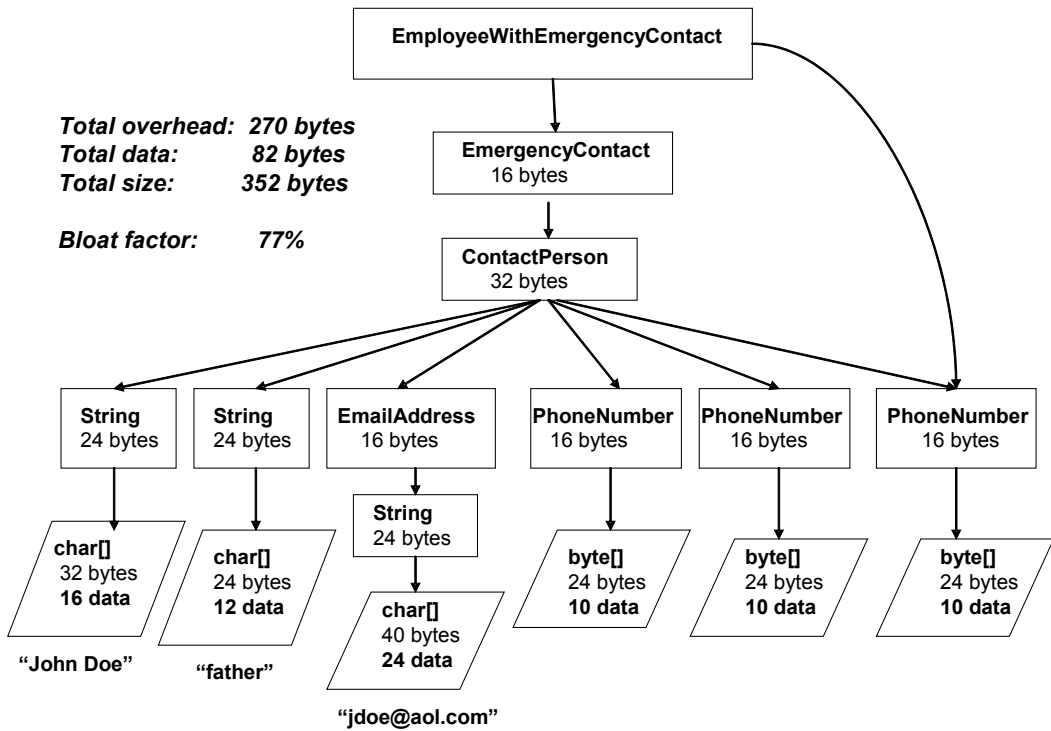 EmployeeWithEmergencyContact
Total overhead: 270 bytes
Total data: 82 bytes
Total size: 352 bytes
Bloat factor: 77%
EmergencyContact
16 bytes
ContactPerson
32 bytes
String
24 bytes
String
24 bytes
EmailAddress
16 bytes
PhoneNumber
16 bytes
PhoneNumber
16 bytes
PhoneNumber
16 bytes
String
24 bytes
char[]
32 bytes
16 data
char[]
24 bytes
12 data
char[]
40 bytes
24 data
byte[]
24 bytes
10 data
byte[]
24 bytes
10 data
byte[]
24 bytes
10 data
“John Doe”
“father”
“jdoe@aol.com”